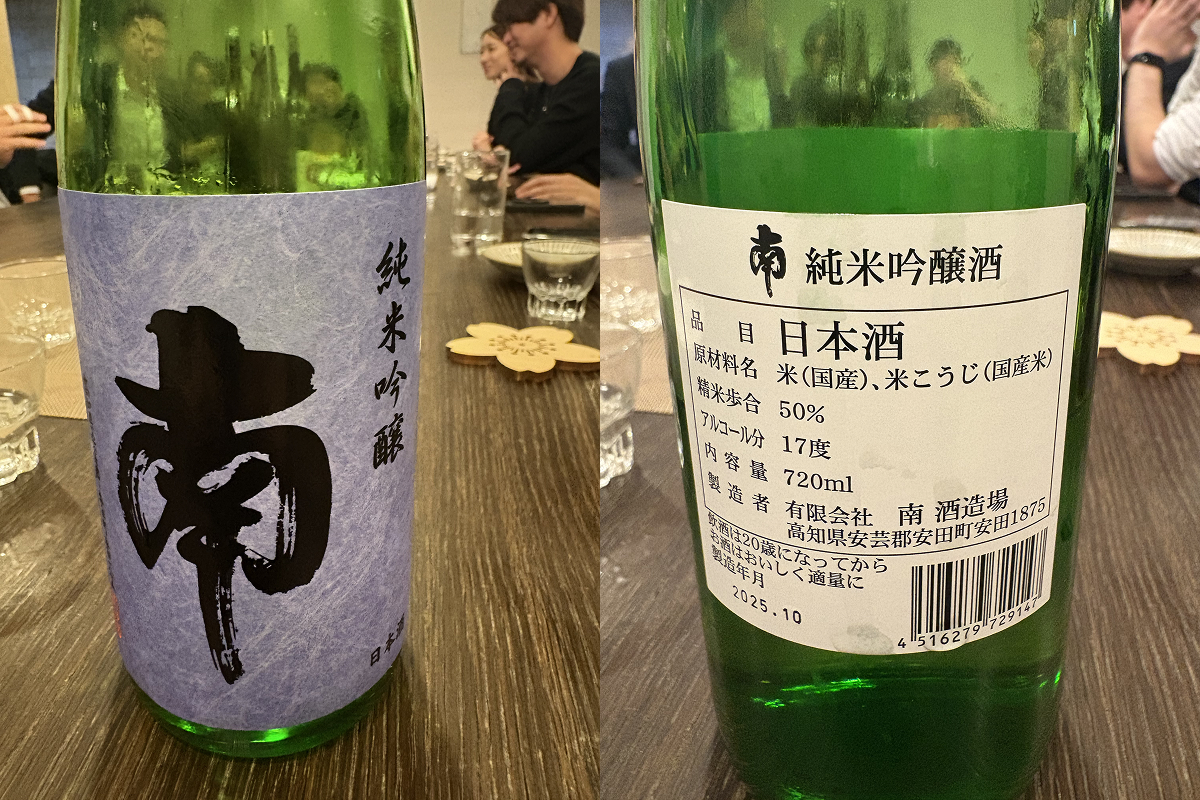 純米吟醸
南
日本酒
南 純米吟醸酒
品目 日本酒
原材料名 米(国産)、米こうじ(国産米)
精米歩合 50%
アルコール分 17度
内容量 720ml
製造者 有限会社 南 酒造場
高知県安芸郡安田町安田1875
飲酒は20歳になってから
お酒はおいしく適量に
製造年月
2025.10
4 516279 729147